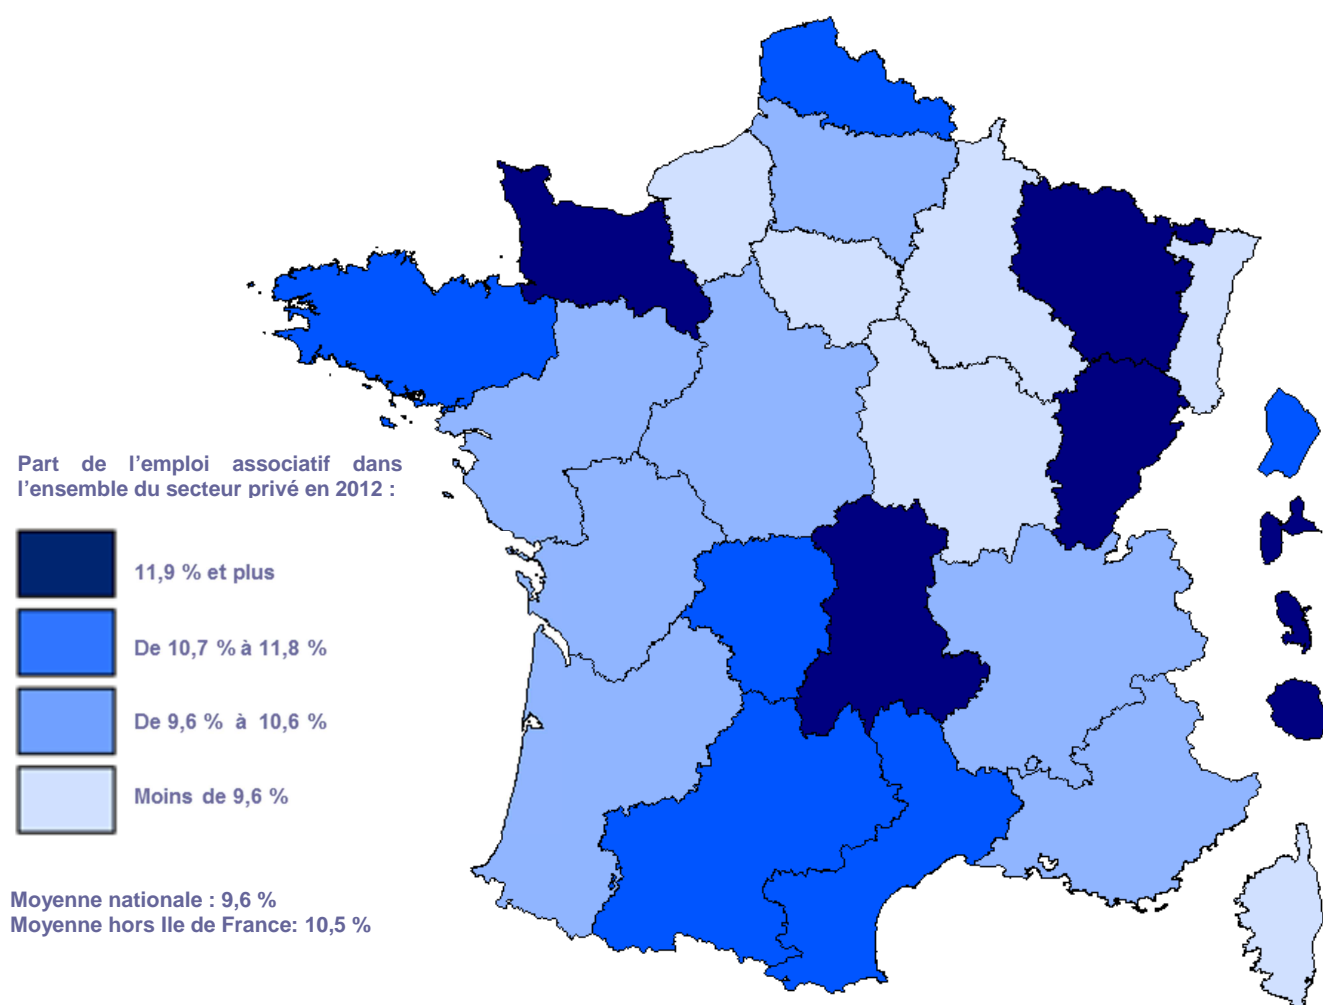 Part de l’emploi associatif dans
l’ensemble du secteur privé en 2012 :
11,9 % et plus
De 10,7 % à 11,8 %
De 9,6 % à 10,6 %
Moins de 9,6 %
Moyenne nationale : 9,6 %
Moyenne hors Ile de France: 10,5 %